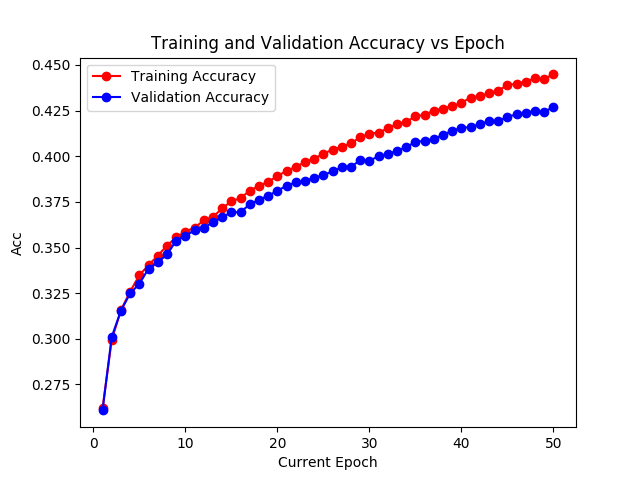 Training and Validation Accuracy vs Epoch
Training Accuracy
Validation Accuracy
0.450
0.425
0.400
0.375
0.350
0.325
0.300
0.275
Acc
0
10
20
30
40
50
Current Epoch